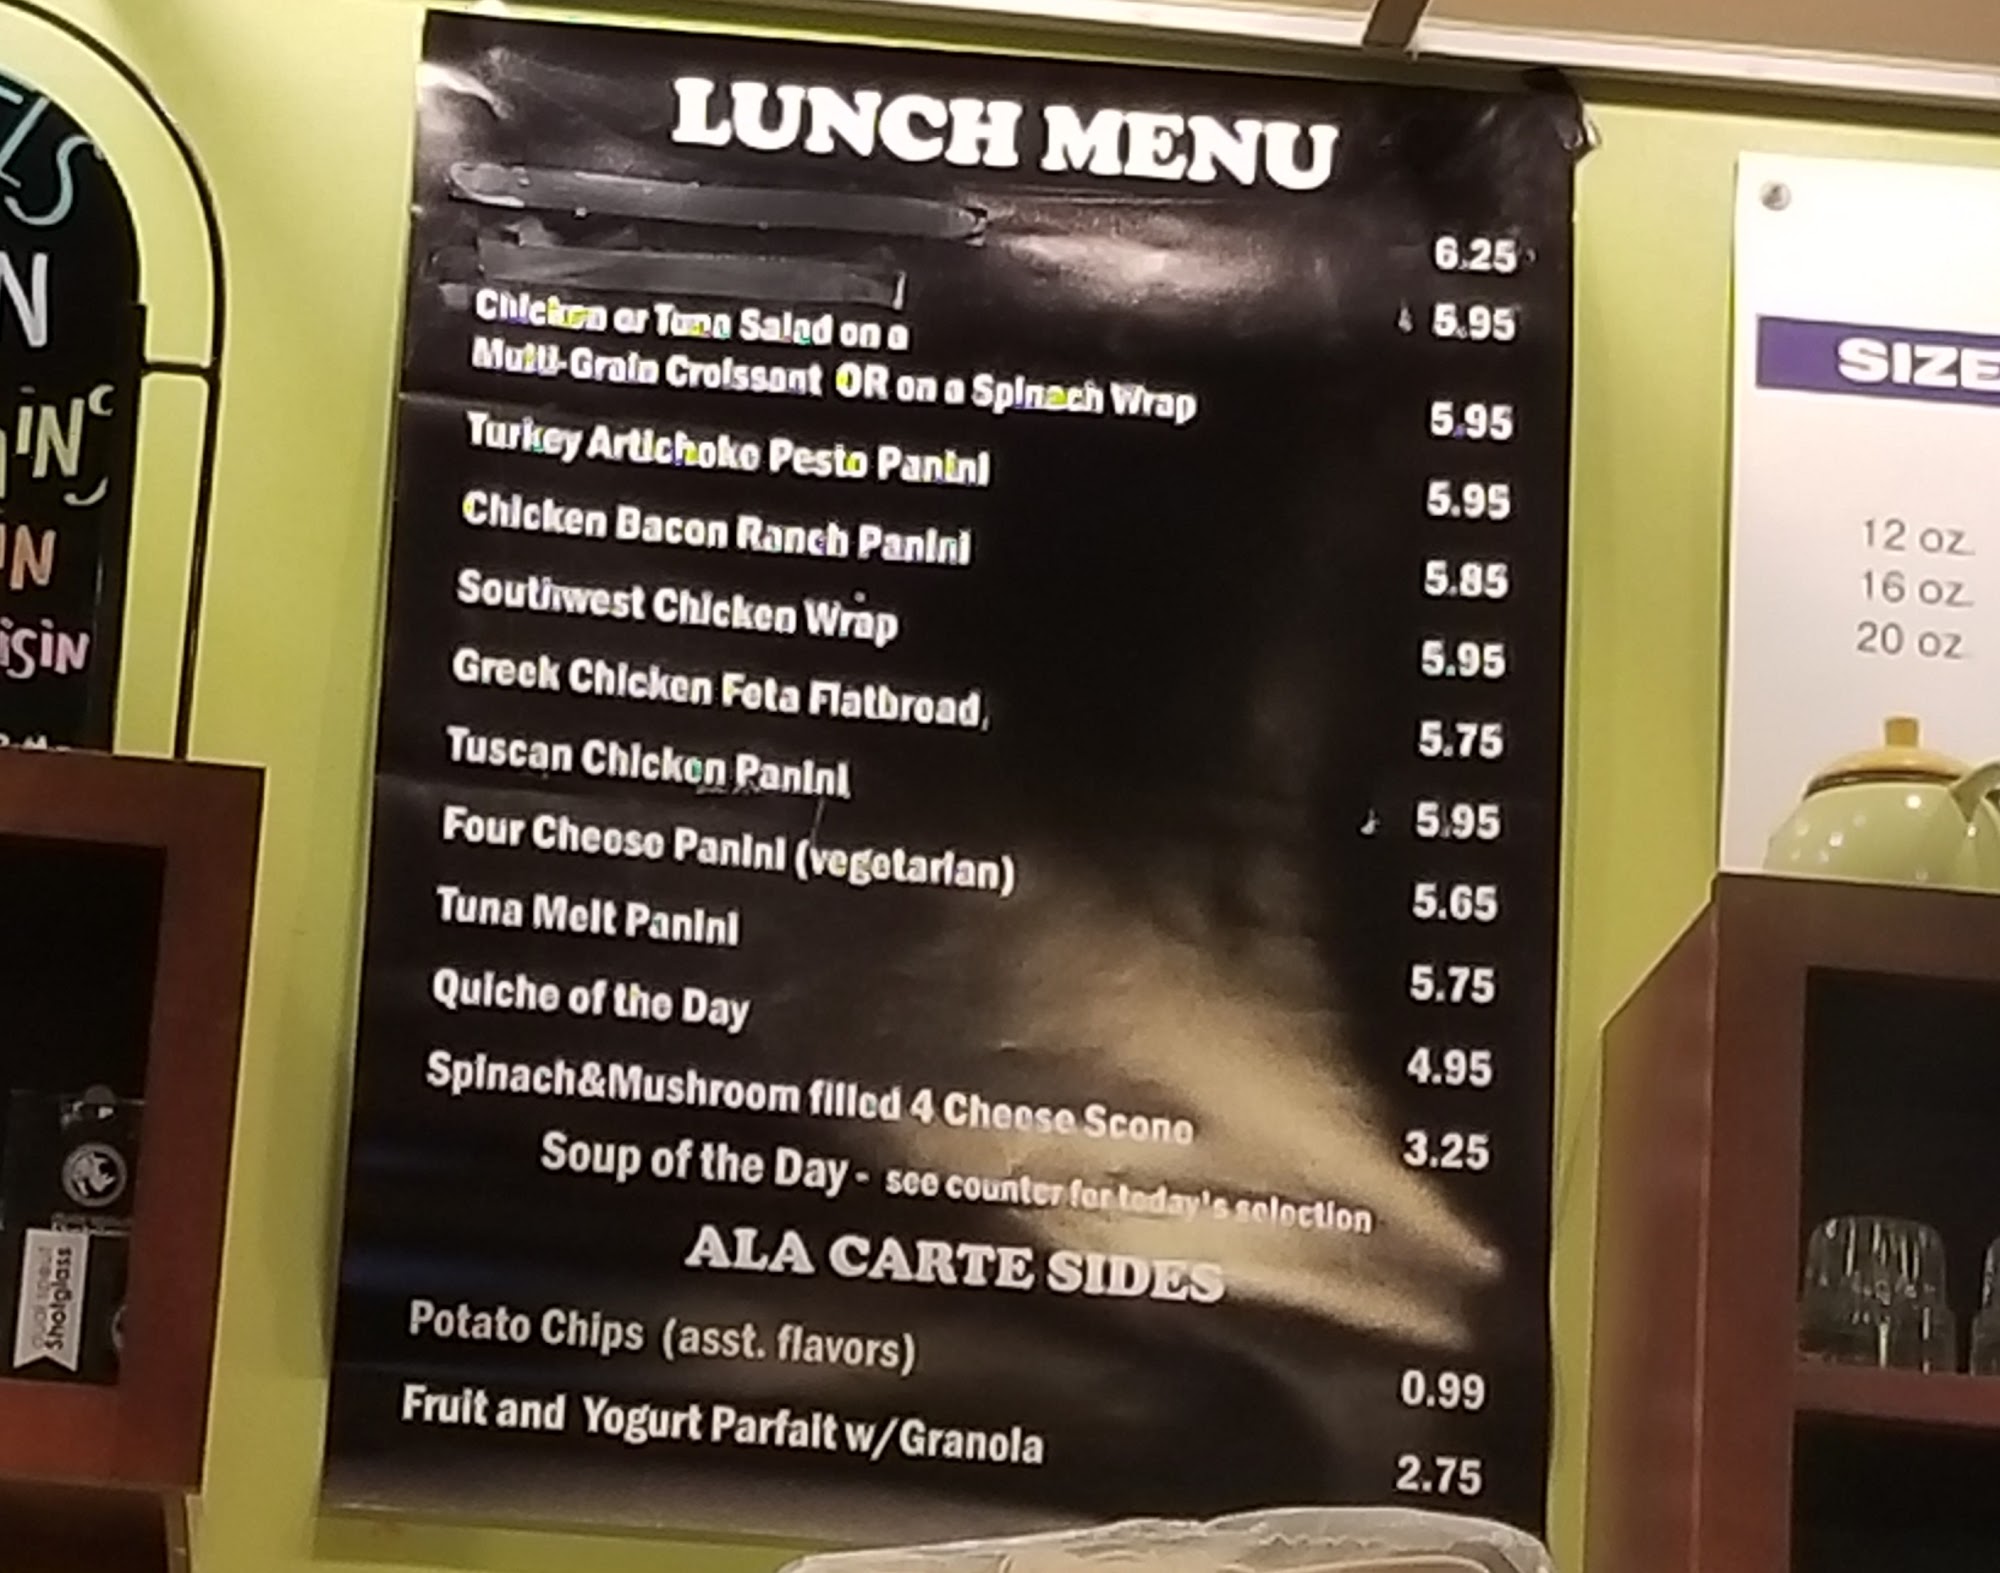 LUNCH MENU
6.25
5.95
Chicken or Tuna Salad on a
Multi-Grain Croissant OR on a Spinach Wrap 5.95
Turkey Artichoke Pesto Panini 5.95
Chicken Bacon Ranch Panini 5.85
Southwest Chicken Wrap 5.95
Greek Chicken Feta Flatbread, 5.75
Tuscan Chicken Panini 5.95
Four Cheese Panini (vegetarian) 5.65
Tuna Melt Panini 5.75
Quiche of the Day 4.95
Spinach&Mushroom filled 4 Cheese Scone 3.25
Soup of the Day - see counter for today's selection
ALA CARTE SIDES
Potato Chips (asst. flavors) 0.99
Fruit and Yogurt Parfait w/Granola 2.75
SIZE
12 oz.
16 oz.
20 oz
Shotglass